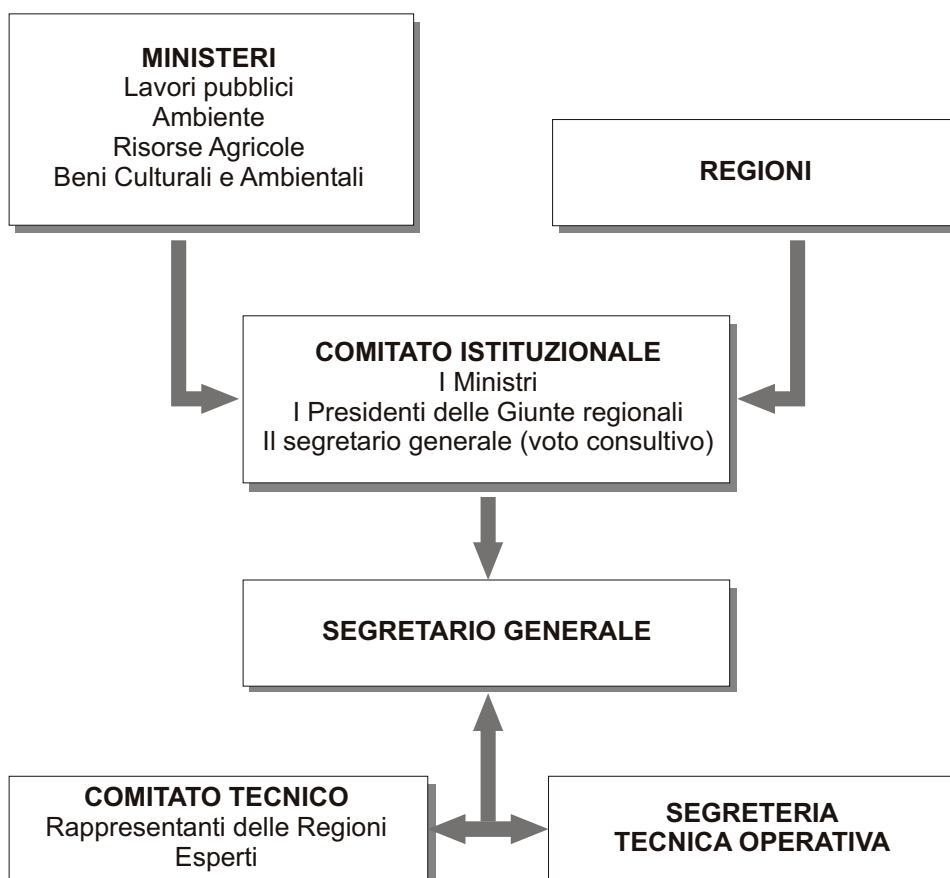 MINISTERI
Lavori pubblici
Ambiente
Risorse Agricole
Beni Culturali e Ambientali
REGIONI
COMITATO ISTITUZIONALE
I Ministri
I Presidenti delle Giunte regionali
Il segretario generale (voto consultivo)
SEGRETARIO GENERALE
COMITATO TECNICO
Rappresentanti delle Regioni
Esperti
SEGRETERIA
TECNICA OPERATIVA